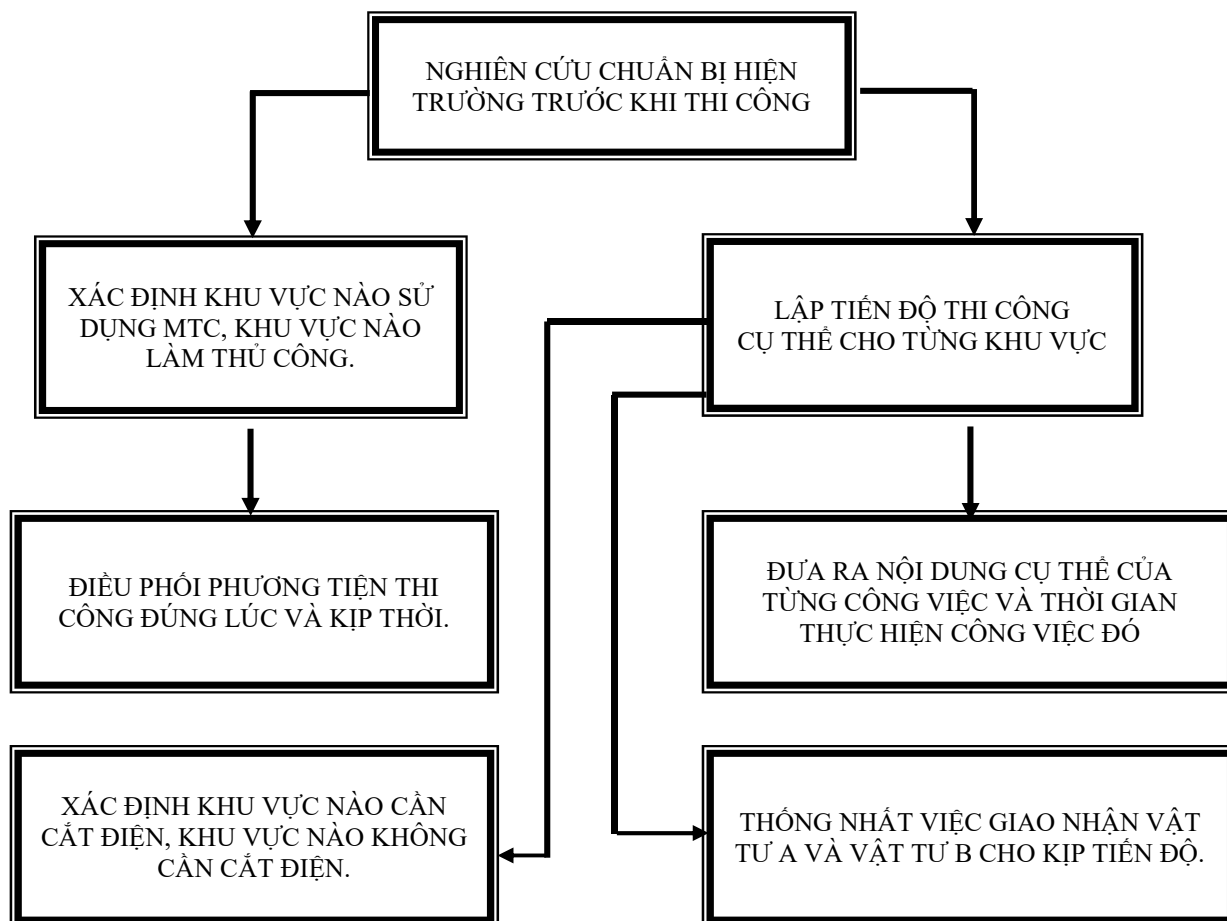 NGHIÊN CỨU CHUẨN BỊ HIỆN
TRƯỜNG TRƯỚC KHI THI CÔNG
XÁC ĐỊNH KHU VỰC NÀO SỬ
DỤNG MTC, KHU VỰC NÀO
LÀM THỦ CÔNG.
LẬP TIẾN ĐỘ THI CÔNG
CỤ THỂ CHO TỪNG KHU VỰC
ĐIỀU PHỐI PHƯƠNG TIỆN THI
CÔNG ĐÚNG LÚC VÀ KỊP THỜI.
ĐƯA RA NỘI DUNG CỤ THỂ CỦA
TỪNG CÔNG VIỆC VÀ THỜI GIAN
THỰC HIỆN CÔNG VIỆC ĐÓ
XÁC ĐỊNH KHU VỰC NÀO CẦN
CẮT ĐIỆN, KHU VỰC NÀO KHÔNG
CẦN CẮT ĐIỆN.
THỐNG NHẤT VIỆC GIAO NHẬN VẬT
TƯ A VÀ VẬT TƯ B CHO KỊP TIẾN ĐỘ.